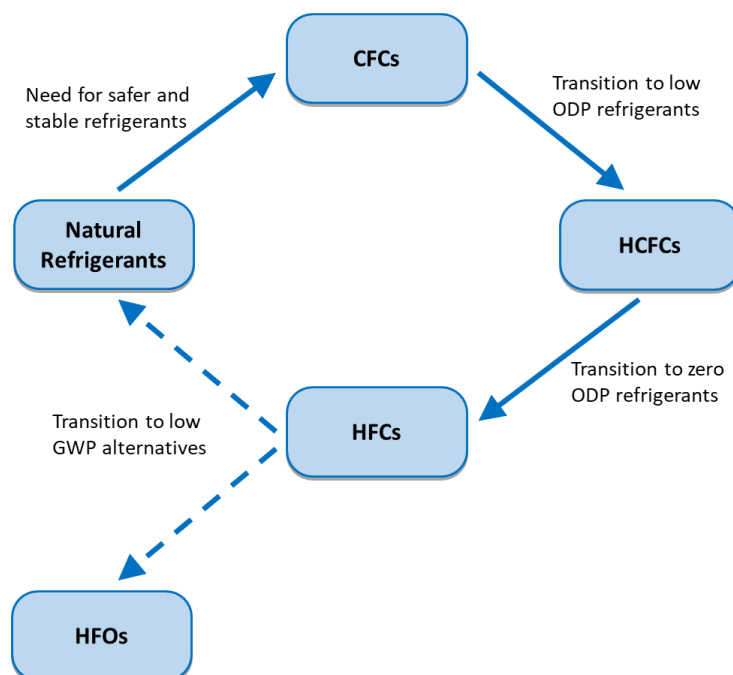 CFCs
Need for safer and
stable refrigerants
Transition to low
ODP refrigerants
Natural
Refrigerants
HCFCs
Transition to zero
ODP refrigerants
Transition to low
GWP alternatives
HFCs
HFOs